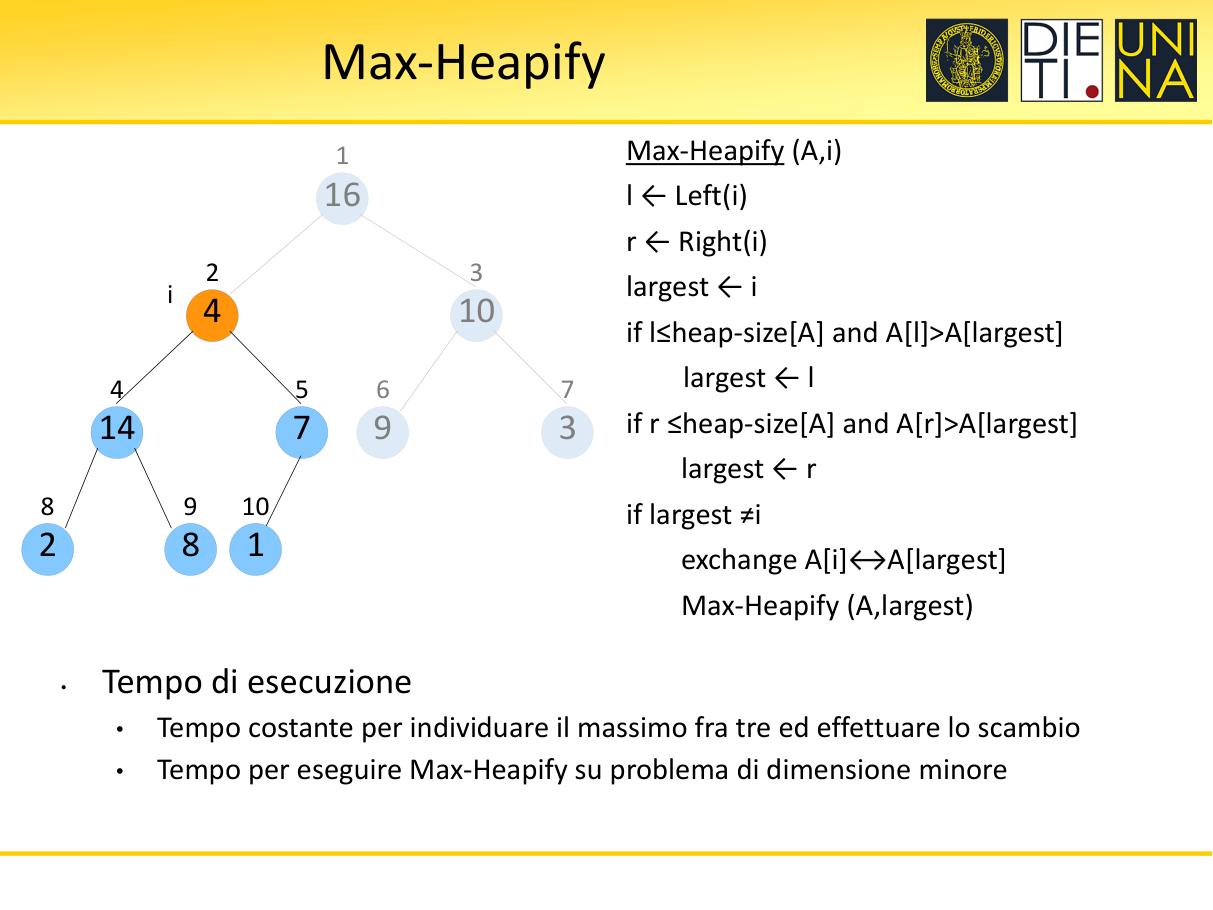 Max-Heapify
DIE
TI.
UNI
NA
1
16
2
3
i
4
10
4
5
6
7
14
7
9
3
8
9
10
2
8
1
Max-Heapify (A,i)
l ← Left(i)
r ← Right(i)
largest ← i
if l≤heap-size[A] and A[l]>A[largest]
largest ← l
if r ≤heap-size[A] and A[r]>A[largest]
largest ← r
if largest ≠i
exchange A[i]↔A[largest]
Max-Heapify (A,largest)
• Tempo di esecuzione
• Tempo costante per individuare il massimo fra tre ed effettuare lo scambio
• Tempo per eseguire Max-Heapify su problema di dimensione minore